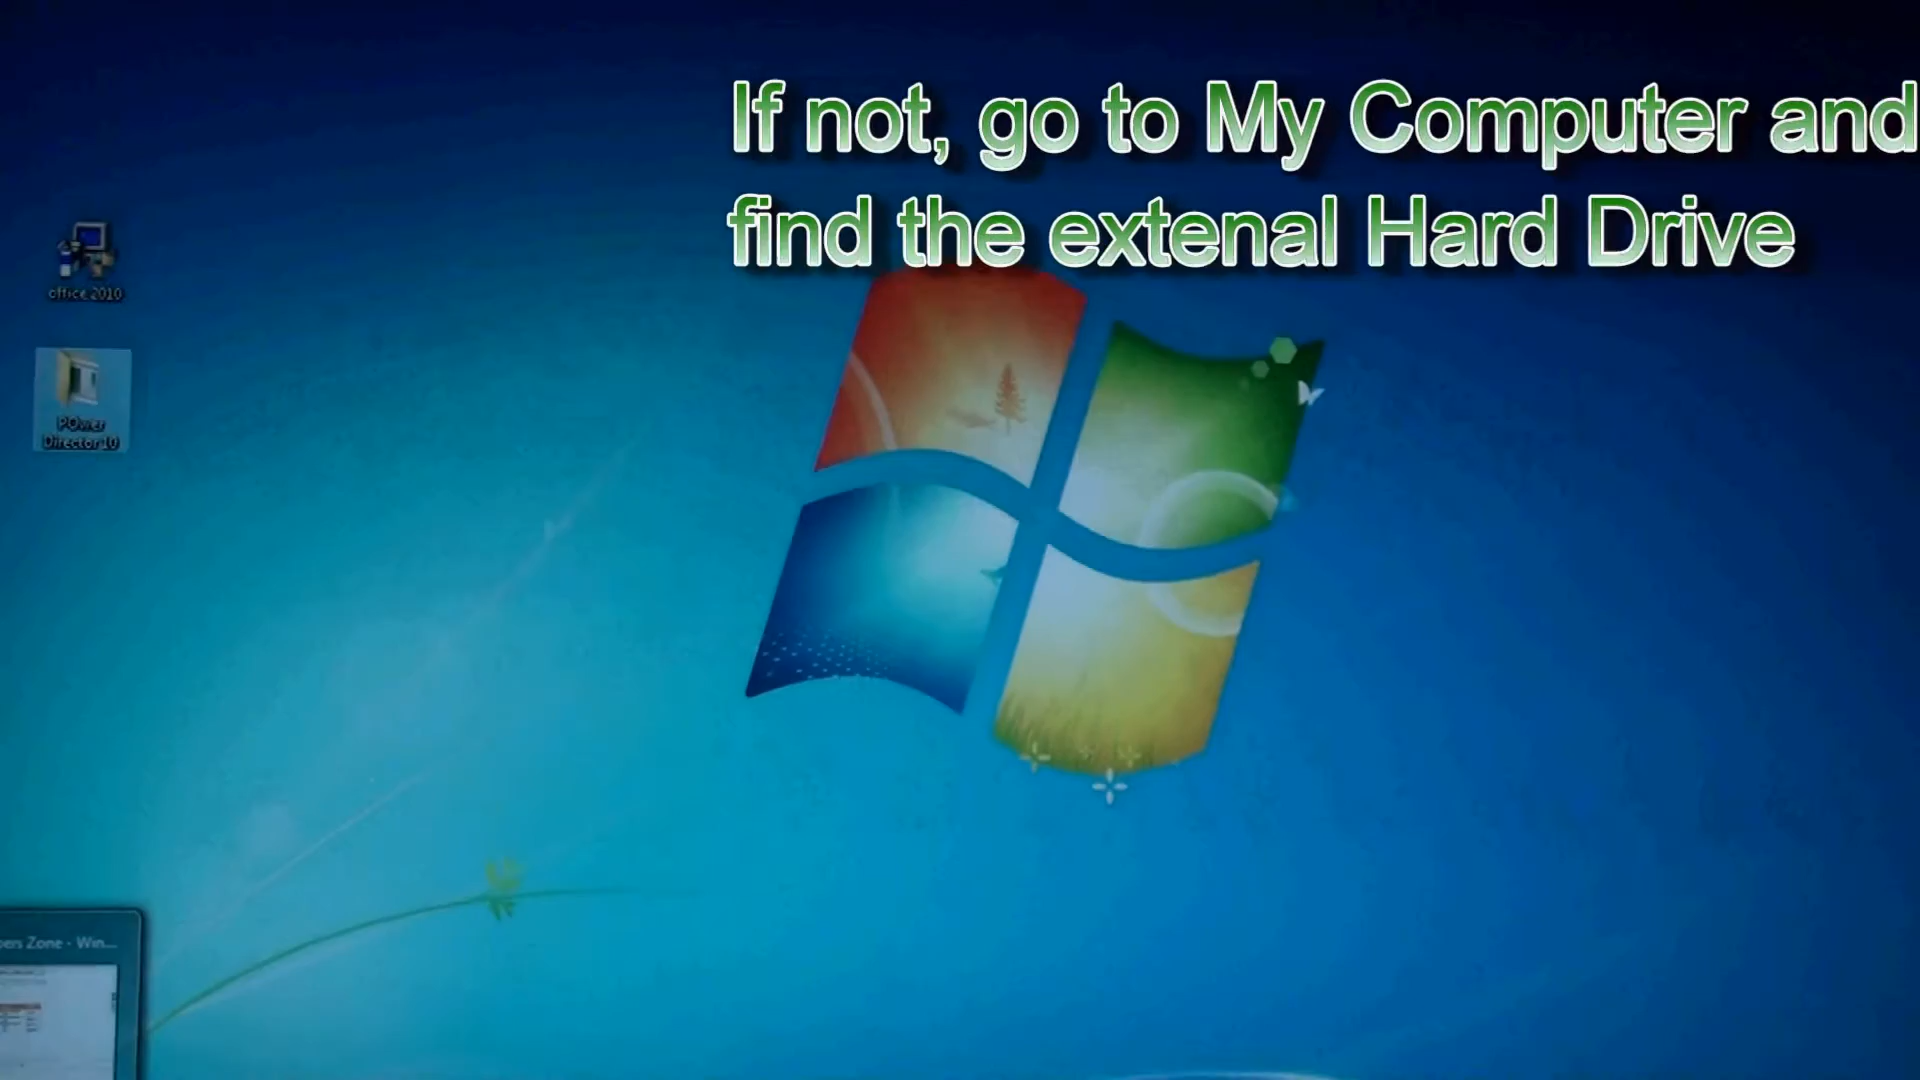 If not, go to My Computer and
find the extenal Hard Drive
office 2010
POwer
Director 10
pers Zone - Win...